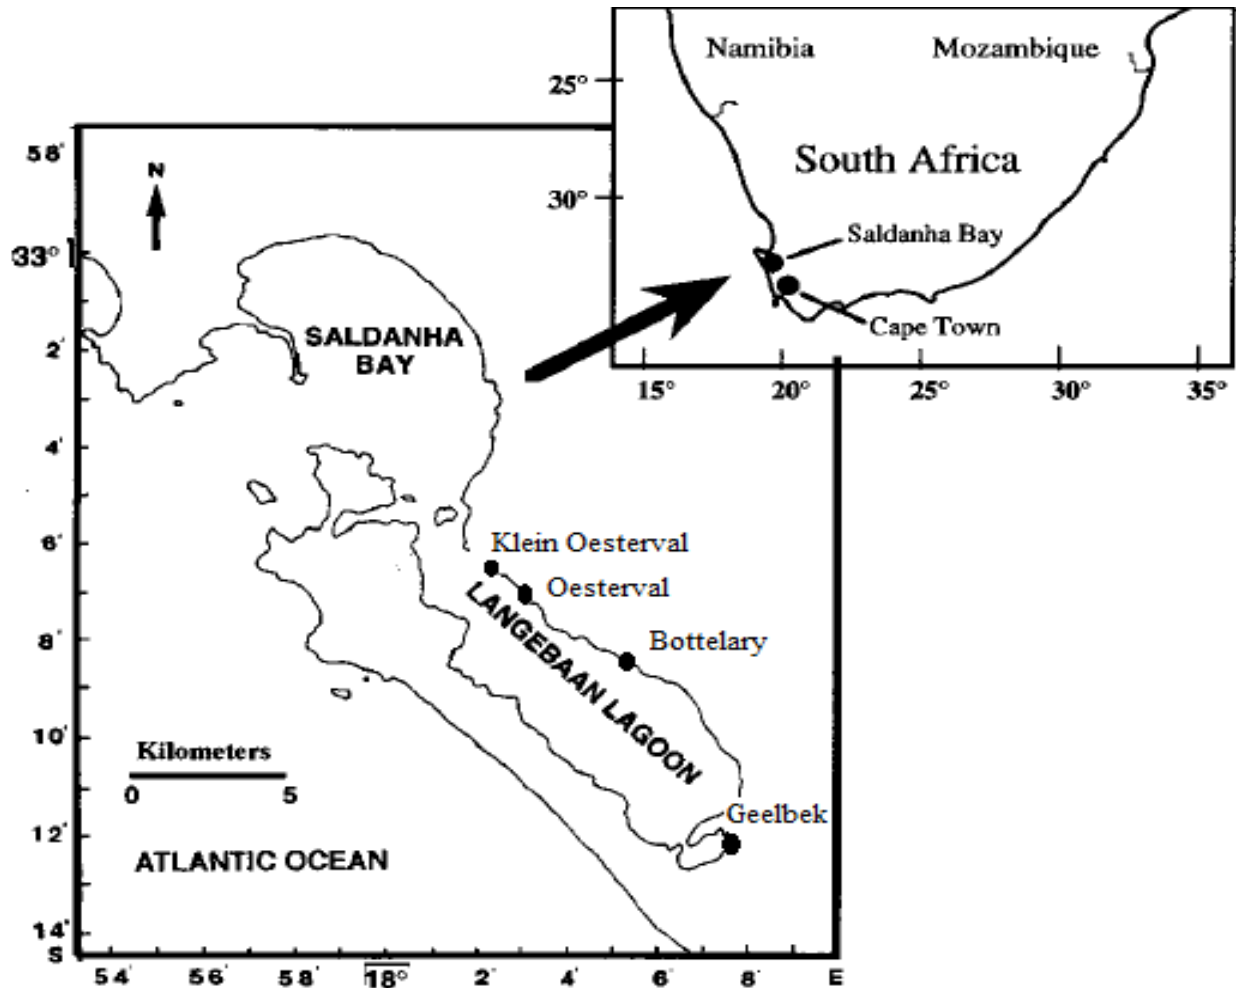 Namibia
Mozambique
25°
South Africa
30°
Saldanha Bay
Cape Town
15°
20°
25°
30°
35°
58'
N
33°
SALDANHA
BAY
2'
4'
6'
Klein Oesterval
Oesterval
LANGEBAAN LAGOON
8'
Bottelary
10'
Kilometers
0 5
Geelbek
12'
ATLANTIC OCEAN
14'
S
54' 56' 58' 18° 2' 4' 6' 8' E